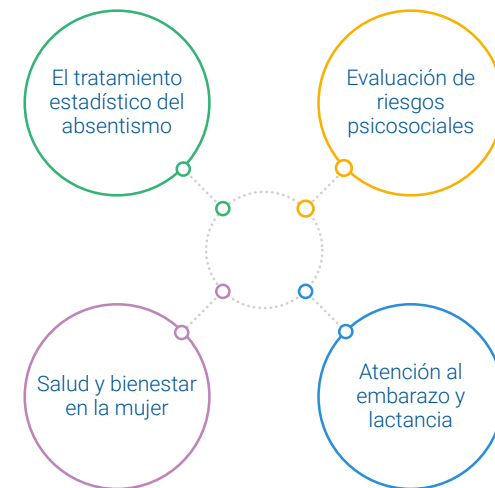 El tratamiento
estadístico del
absentismo
Evaluación de
riesgos
psicosociales
Salud y bienestar
en la mujer
Atención al
embarazo y
lactancia